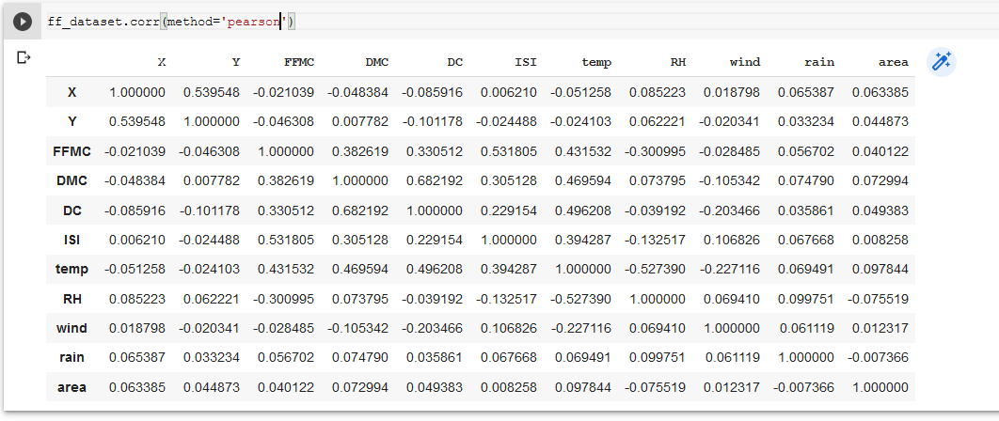 ff_dataset.corr(method='pearson')
X Y FFMC DMC DC ISI temp RH wind rain area
X 1.000000 0.539548 -0.021039 -0.048384 -0.085916 0.006210 -0.051258 0.085223 0.018798 0.065387 0.063385
Y 0.539548 1.000000 -0.046308 0.007782 -0.101178 -0.024488 -0.024103 0.062221 -0.020341 0.033234 0.044873
FFMC -0.021039 -0.046308 1.000000 0.382619 0.330512 0.531805 0.431532 -0.300995 -0.028485 0.056702 0.040122
DMC -0.048384 0.007782 0.382619 1.000000 0.682192 0.305128 0.469594 0.073795 -0.105342 0.074790 0.072994
DC -0.085916 -0.101178 0.330512 0.682192 1.000000 0.229154 0.496208 -0.039192 -0.203466 0.035861 0.049383
ISI 0.006210 -0.024488 0.531805 0.305128 0.229154 1.000000 0.394287 -0.132517 0.106826 0.067668 0.008258
temp -0.051258 -0.024103 0.431532 0.469594 0.496208 0.394287 1.000000 -0.527390 -0.227116 0.069491 0.097844
RH 0.085223 0.062221 -0.300995 0.073795 -0.039192 -0.132517 -0.527390 1.000000 0.069410 0.099751 -0.075519
wind 0.018798 -0.020341 -0.028485 -0.105342 -0.203466 0.106826 -0.227116 0.069410 1.000000 0.061119 0.012317
rain 0.065387 0.033234 0.056702 0.074790 0.035861 0.067668 0.069491 0.099751 0.061119 1.000000 -0.007366
area 0.063385 0.044873 0.040122 0.072994 0.049383 0.008258 0.097844 -0.075519 0.012317 -0.007366 1.000000